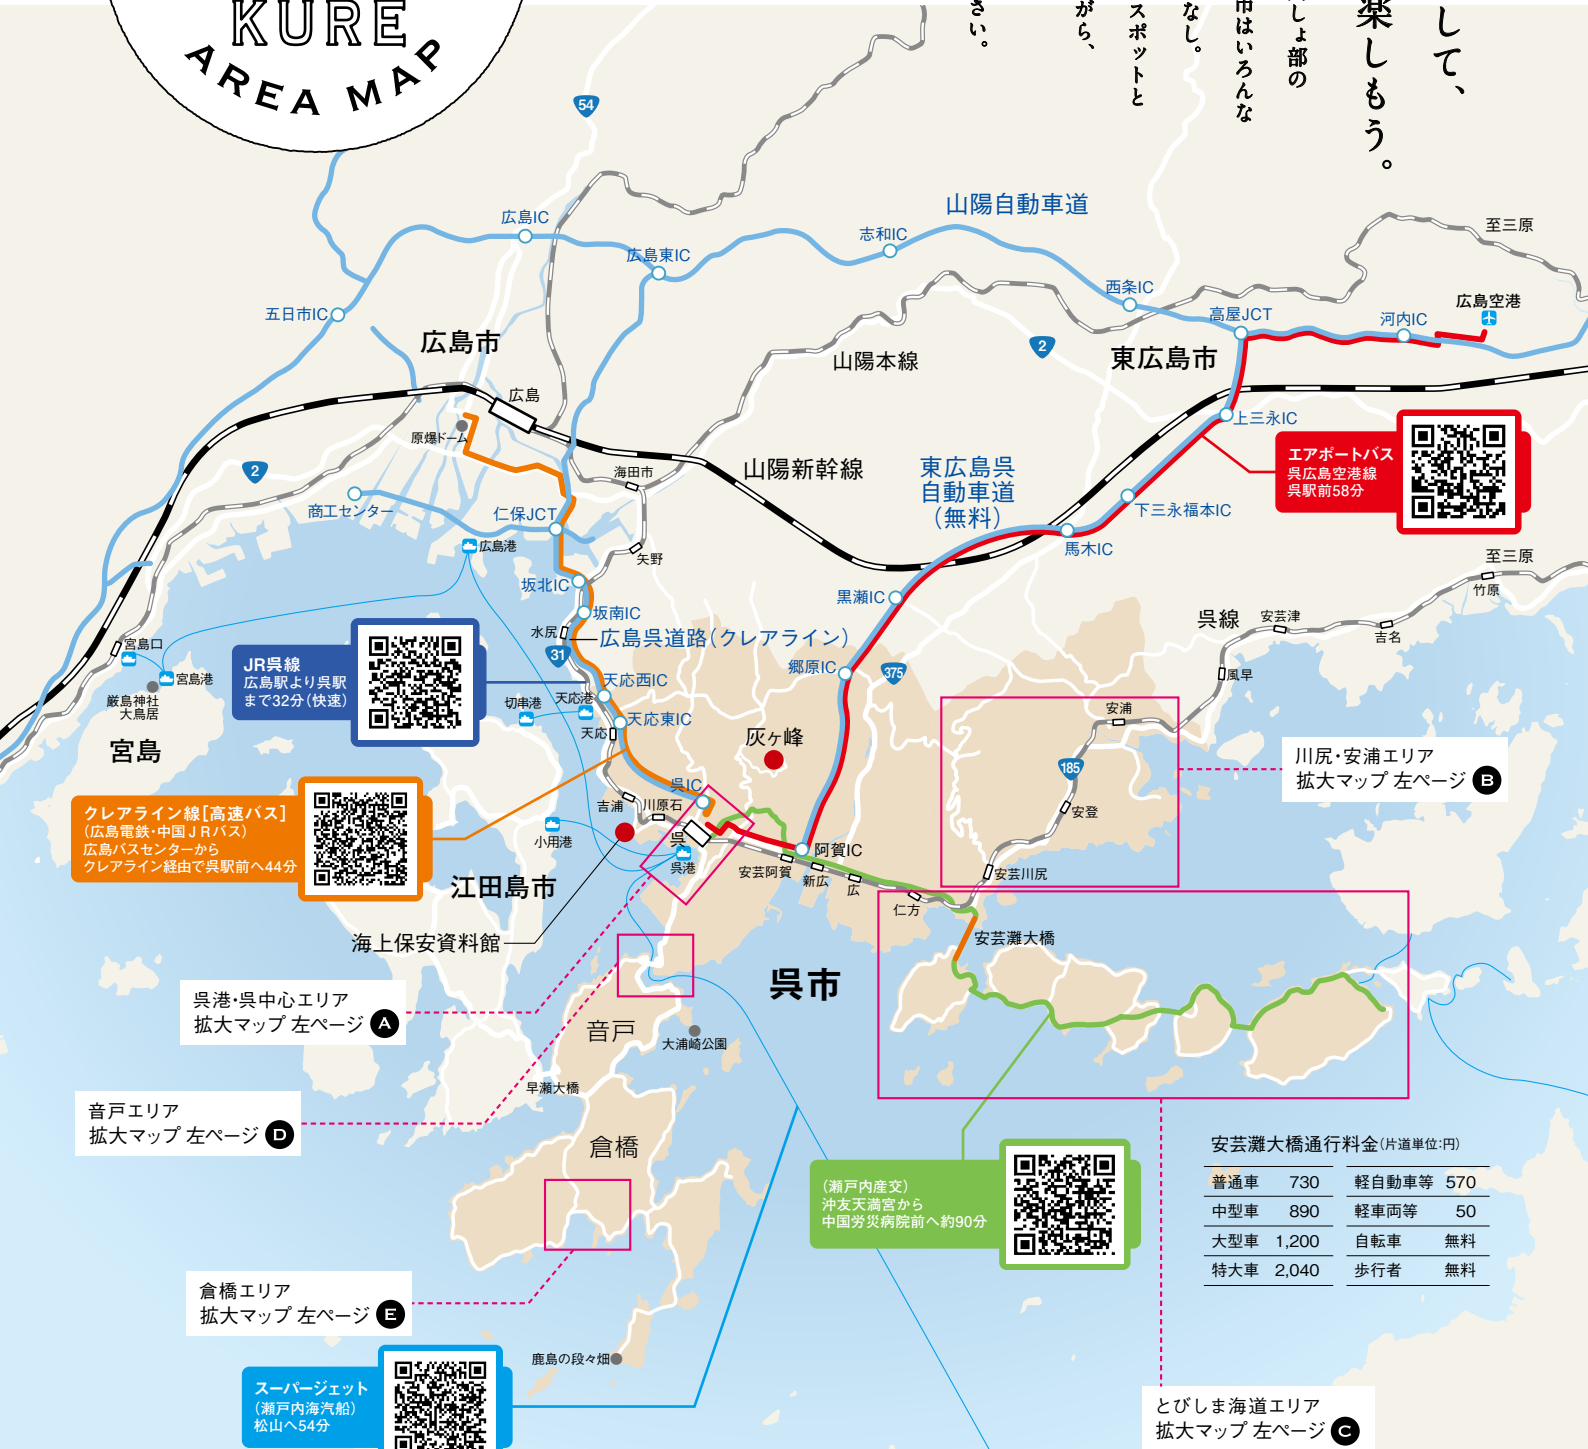 KURE
AREA MAP
して、
楽しもう。
しょ部の
市はいろんな
なし。
スポットと
がら、
さい。
54
山陽自動車道
広島IC
広島東IC
志和IC
西条IC
高屋JCT
河内IC
広島空港
至三原
五日市IC
広島市
広島
原爆ドーム
2
山陽本線
2
東広島市
上三永IC
海田市
山陽新幹線
東広島呉
自動車道
(無料)
エアポートバス
呉広島空港線
呉駅前58分
2
商工センター
仁保JCT
下三永福本IC
馬木IC
広島港
矢野
至三原
竹原
坂北IC
黒瀬IC
坂南IC
呉線
安芸津
吉名
水尻
広島呉道路(クレアライン)
31
宮島口
宮島港
厳島神社
大鳥居
宮島
JR呉線
広島駅より呉駅
まで32分(快速)
郷原IC
375
風早
天応西IC
切串港
天応港
天応東IC
天応
灰ヶ峰
安浦
川尻・安浦エリア
拡大マップ 左ページ B
185
呉IC
クレアライン線[高速バス]
(広島電鉄・中国JRバス)
広島バスセンターから
クレアライン経由で呉駅前へ44分
吉浦
川原石
安登
小用港
呉
呉港
阿賀IC
安芸阿賀
新広
広
安芸川尻
仁方
江田島市
海上保安資料館
安芸灘大橋
呉市
呉港・呉中心エリア
拡大マップ 左ページ A
音戸
大浦崎公園
早瀬大橋
音戸エリア
拡大マップ 左ページ D
倉橋
安芸灘大橋通行料金(片道単位:円)
普通車 730 軽自動車等 570
中型車 890 軽車両等 50
大型車 1,200 自転車 無料
特大車 2,040 歩行者 無料
(瀬戸内産交)
沖友天満宮から
中国労災病院前へ約90分
倉橋エリア
拡大マップ 左ページ E
鹿島の段々畑
スーパージェット
(瀬戸内海汽船)
松山へ54分
とびしま海道エリア
拡大マップ 左ページ C